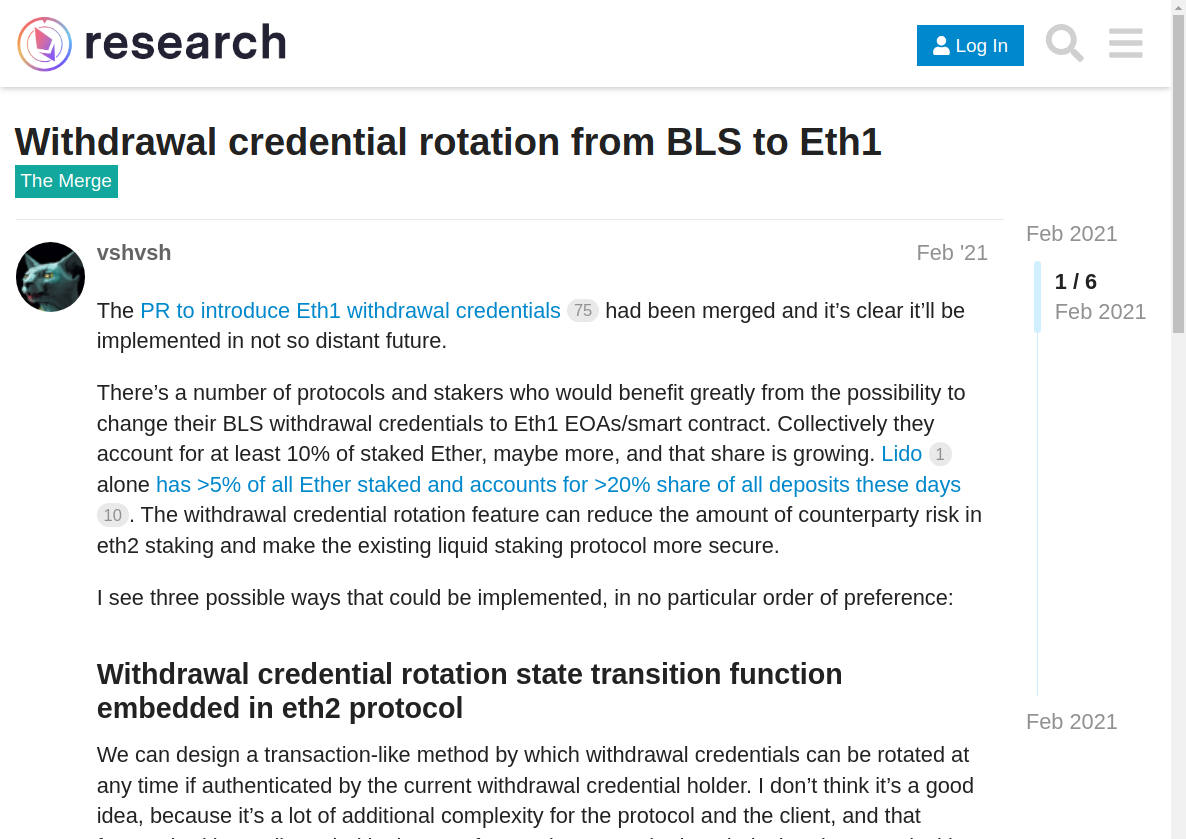 research
Log In
Withdrawal credential rotation from BLS to Eth1
The Merge
vshvsh
Feb '21
The PR to introduce Eth1 withdrawal credentials 75 had been merged and it’s clear it’ll be
implemented in not so distant future.
There’s a number of protocols and stakers who would benefit greatly from the possibility to
change their BLS withdrawal credentials to Eth1 EOAs/smart contract. Collectively they
account for at least 10% of staked Ether, maybe more, and that share is growing. Lido 1
alone has >5% of all Ether staked and accounts for >20% share of all deposits these days
10 . The withdrawal credential rotation feature can reduce the amount of counterparty risk in
eth2 staking and make the existing liquid staking protocol more secure.
I see three possible ways that could be implemented, in no particular order of preference:
Withdrawal credential rotation state transition function
embedded in eth2 protocol
We can design a transaction-like method by which withdrawal credentials can be rotated at
any time if authenticated by the current withdrawal credential holder. I don’t think it’s a good
idea, because it’s a lot of additional complexity for the protocol and the client, and that
Feb 2021
1 / 6
Feb 2021
Feb 2021